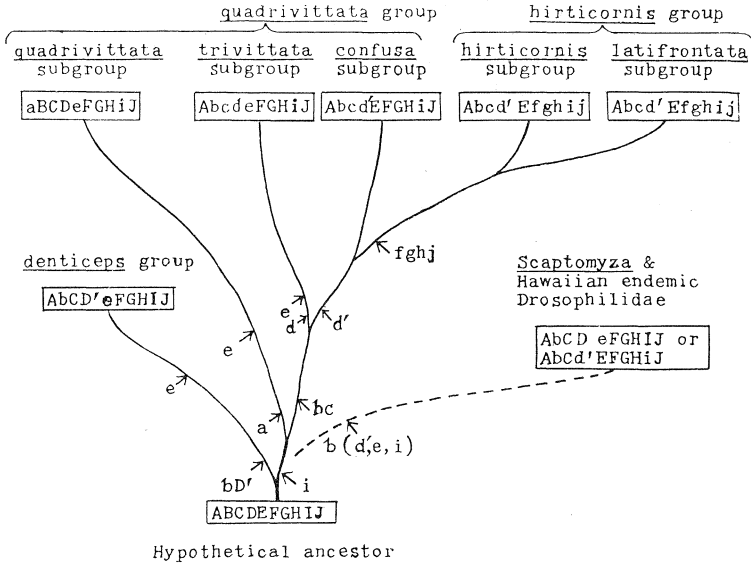 quadrivittata group
hirticornis group
quadrivittata subgroup
trivittata subgroup
confusa subgroup
hirticornis subgroup
latifrontata subgroup
aBCDeFGHiJ
AbcdeFGHiJ
Abcd'EFGHiJ
Abcd'Efghij
Abcd'Efghij
fghj
denticeps group
AbCD'eFGHIJ
Scaptomyza &
Hawaiian endemic
Drosophilidae
AbCD eFGHIJ or
AbCd'EFGHiJ
e
d
d'
e
e
a
bc
b (d',e, i)
bD'
i
ABCDEFGHIJ
Hypothetical ancestor